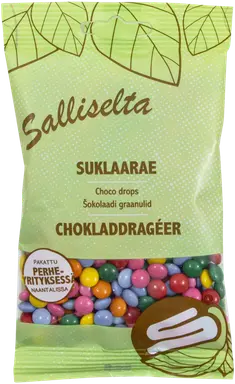 Salliselta
SUKLAARAE
Choco drops
Šokolaadi graanulid
CHOKLADDRAGÉER
PAKATTU
PERHE-
YRITYKSESSÄ
NAANTALISSA